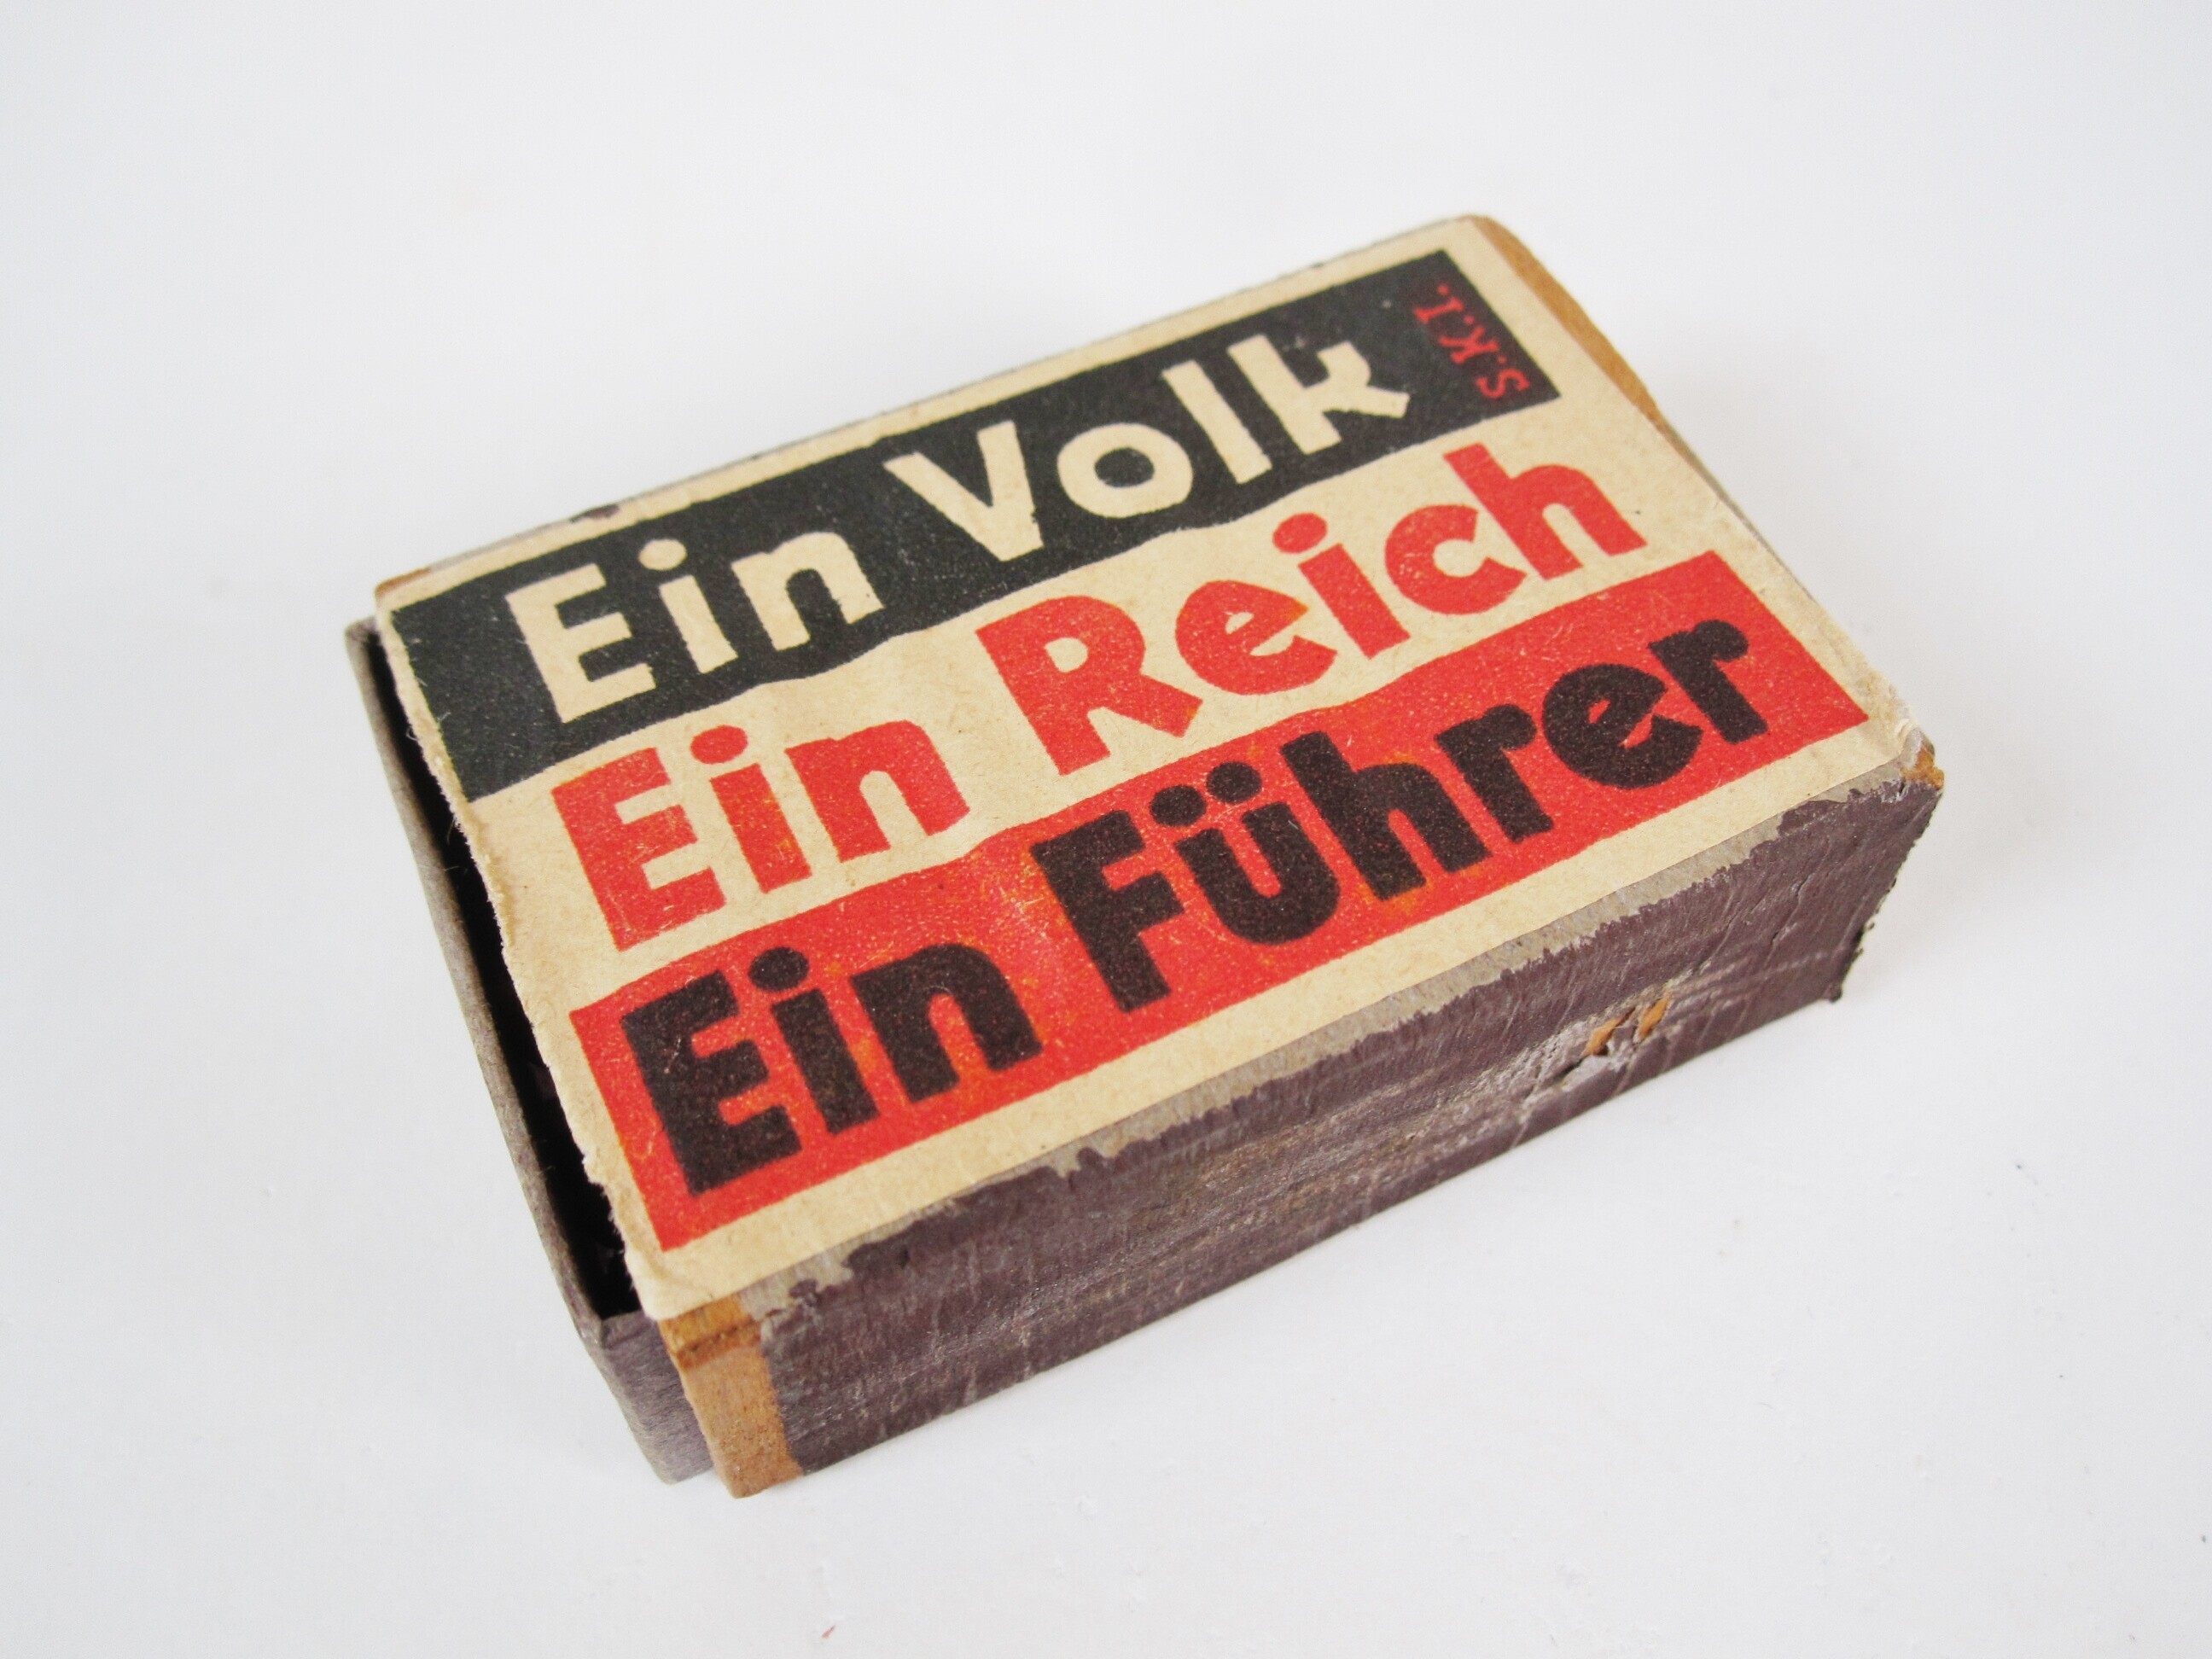 Ein Volk
S.K.I.
Ein Reich
Ein Führer